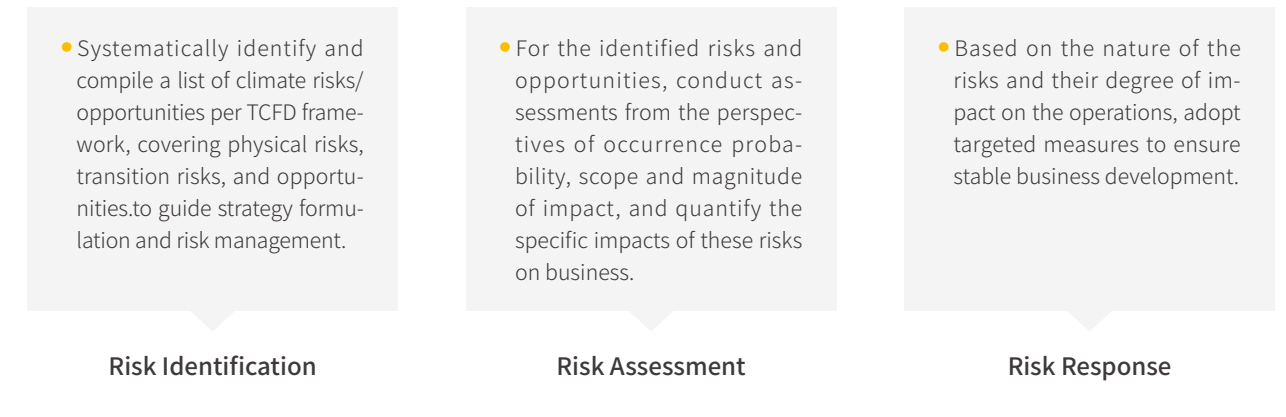 Systematically identify and
compile a list of climate risks/
opportunities per TCFD frame-
work, covering physical risks,
transition risks, and opportu-
nities.to guide strategy formu-
lation and risk management.
Risk Identification
For the identified risks and
opportunities, conduct as-
sessments from the perspec-
tives of occurrence proba-
bility, scope and magnitude
of impact, and quantify the
specific impacts of these risks
on business.
Risk Assessment
Based on the nature of the
risks and their degree of im-
pact on the operations, adopt
targeted measures to ensure
stable business development.
Risk Response